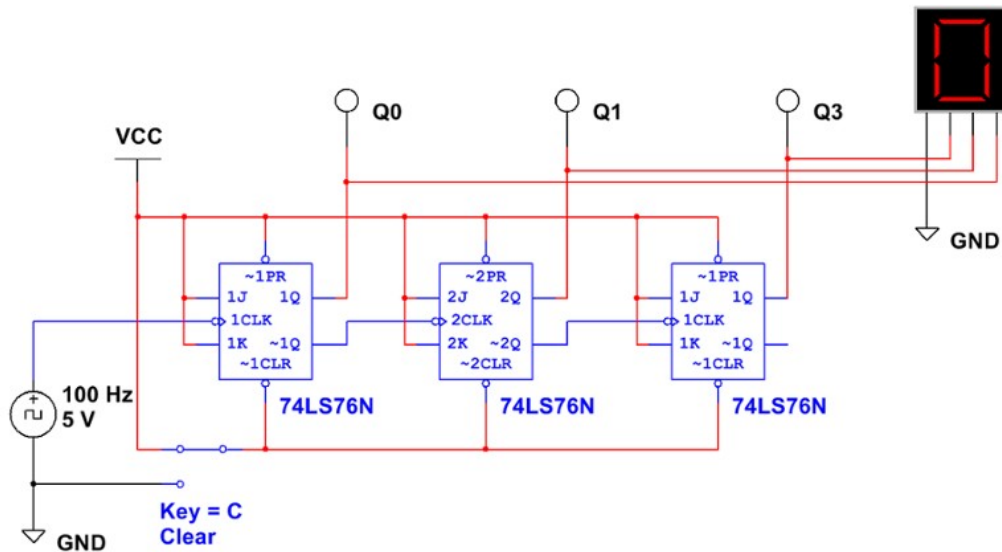 Q0
Q1
Q3
VCC
GND
~1PR
1J 1Q
1CLK
1K ~1Q
~1CLR
74LS76N
~2PR
2J 2Q
2CLK
2K ~2Q
~2CLR
74LS76N
~1PR
1J 1Q
1CLK
1K ~1Q
~1CLR
74LS76N
100 Hz
5 V
GND
Key = C
Clear
0